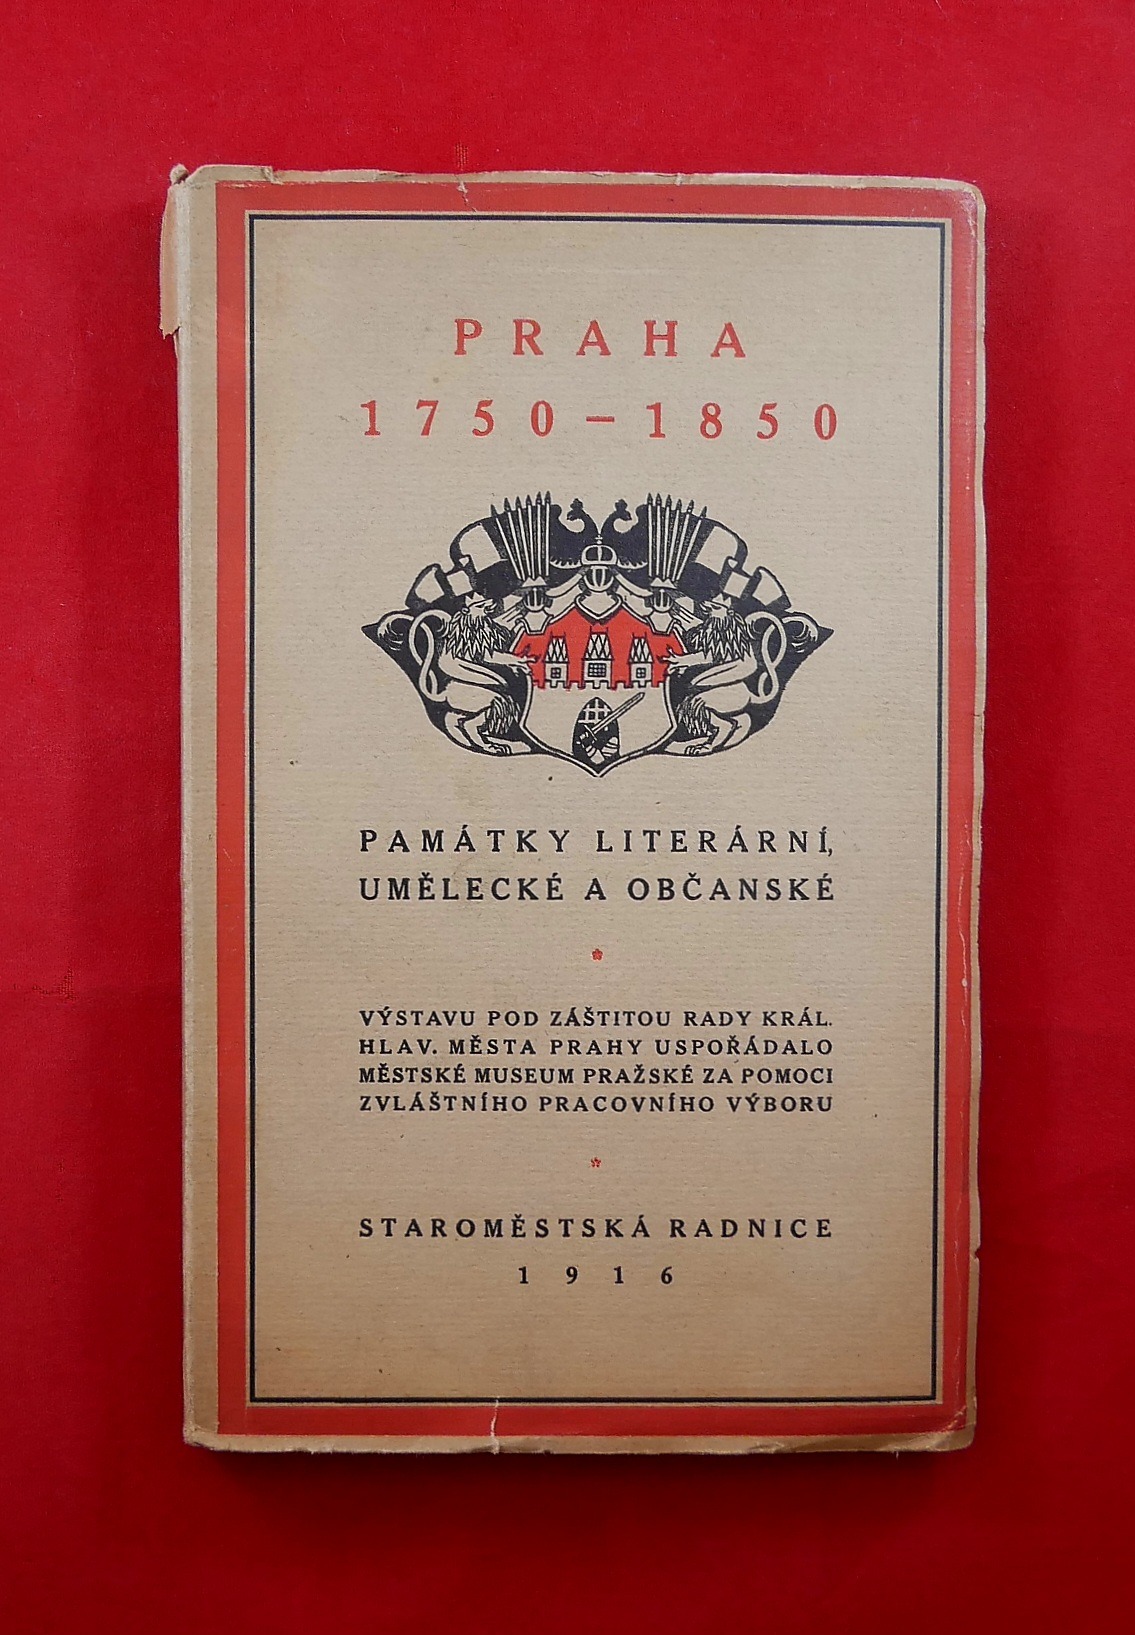 PRAHA
1750–1850
PAMÁTKY LITERÁRNÍ,
UMĚLECKÉ A OBČANSKÉ
VÝSTAVU POD ZÁŠTITOU RADY KRÁL.
HLAV. MĚSTA PRAHY USPOŘÁDALO
MĚSTSKÉ MUSEUM PRAŽSKÉ ZA POMOCI
ZVLÁŠTNÍHO PRACOVNÍHO VÝBORU
STAROMĚSTSKÁ RADNICE
1916